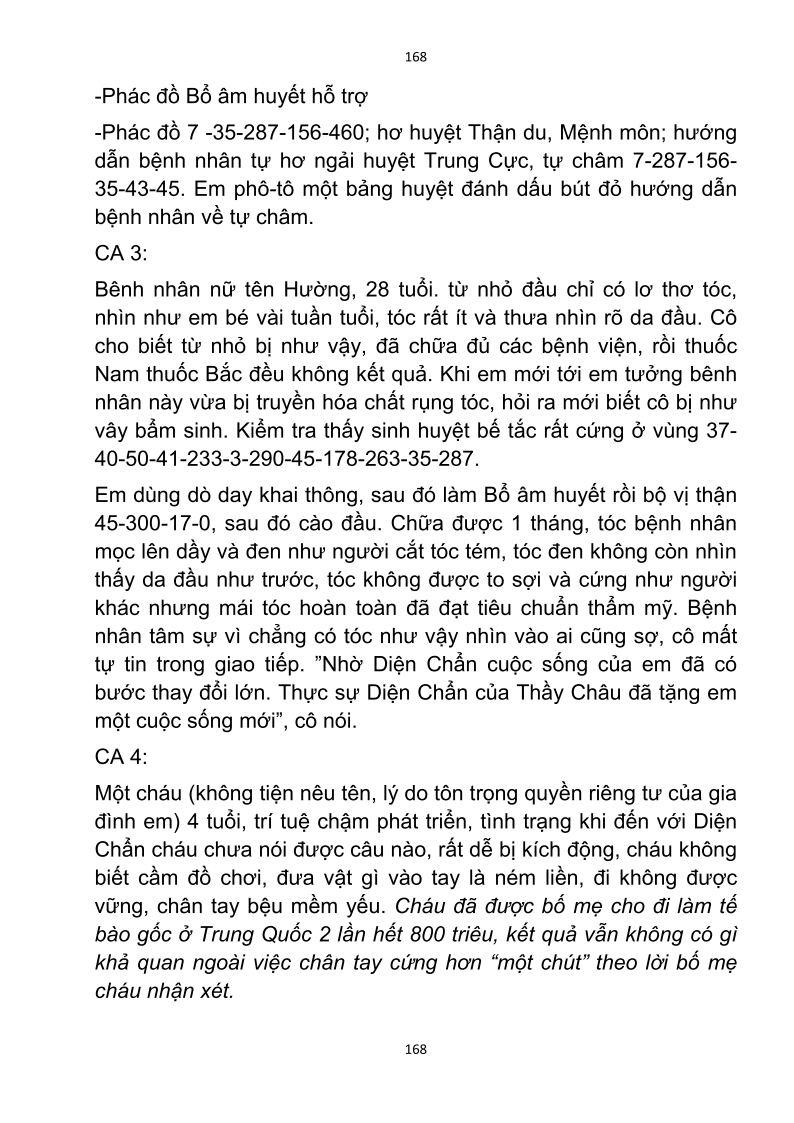 168
-Phác đồ Bổ âm huyết hỗ trợ
-Phác đồ 7 -35-287-156-460; hơ huyệt Thận du, Mệnh môn; hướng
dẫn bệnh nhân tự hơ ngải huyệt Trung Cực, tự châm 7-287-156-
35-43-45. Em phô-tô một bảng huyệt đánh dấu bút đỏ hướng dẫn
bệnh nhân về tự châm.
CA 3:
Bênh nhân nữ tên Hường, 28 tuổi. từ nhỏ đầu chỉ có lơ thơ tóc,
nhìn như em bé vài tuần tuổi, tóc rất ít và thưa nhìn rõ da đầu. Cô
cho biết từ nhỏ bị như vậy, đã chữa đủ các bệnh viện, rồi thuốc
Nam thuốc Bắc đều không kết quả. Khi em mới tới em tưởng bênh
nhân này vừa bị truyền hóa chất rụng tóc, hỏi ra mới biết cô bị như
vây bẩm sinh. Kiểm tra thấy sinh huyệt bế tắc rất cứng ở vùng 37-
40-50-41-233-3-290-45-178-263-35-287.
Em dùng dò day khai thông, sau đó làm Bổ âm huyết rồi bộ vị thận
45-300-17-0, sau đó cào đầu. Chữa được 1 tháng, tóc bệnh nhân
mọc lên dầy và đen như người cắt tóc tém, tóc đen không còn nhìn
thấy da đầu như trước, tóc không được to sợi và cứng như người
khác nhưng mái tóc hoàn toàn đã đạt tiêu chuẩn thẩm mỹ. Bệnh
nhân tâm sự vì chẳng có tóc như vậy nhìn vào ai cũng sợ, cô mất
tự tin trong giao tiếp. ”Nhờ Diện Chẩn cuộc sống của em đã có
bước thay đổi lớn. Thực sự Diện Chẩn của Thầy Châu đã tặng em
một cuộc sống mới”, cô nói.
CA 4:
Một cháu (không tiện nêu tên, lý do tôn trọng quyền riêng tư của gia
đình em) 4 tuổi, trí tuệ chậm phát triển, tình trạng khi đến với Diện
Chẩn cháu chưa nói được câu nào, rất dễ bị kích động, cháu không
biết cầm đồ chơi, đưa vật gì vào tay là ném liền, đi không được
vững, chân tay bệu mềm yếu. Cháu đã được bố mẹ cho đi làm tế
bào gốc ở Trung Quốc 2 lần hết 800 triêu, kết quả vẫn không có gì
khả quan ngoài việc chân tay cứng hơn “một chút” theo lời bố mẹ
cháu nhận xét.
168